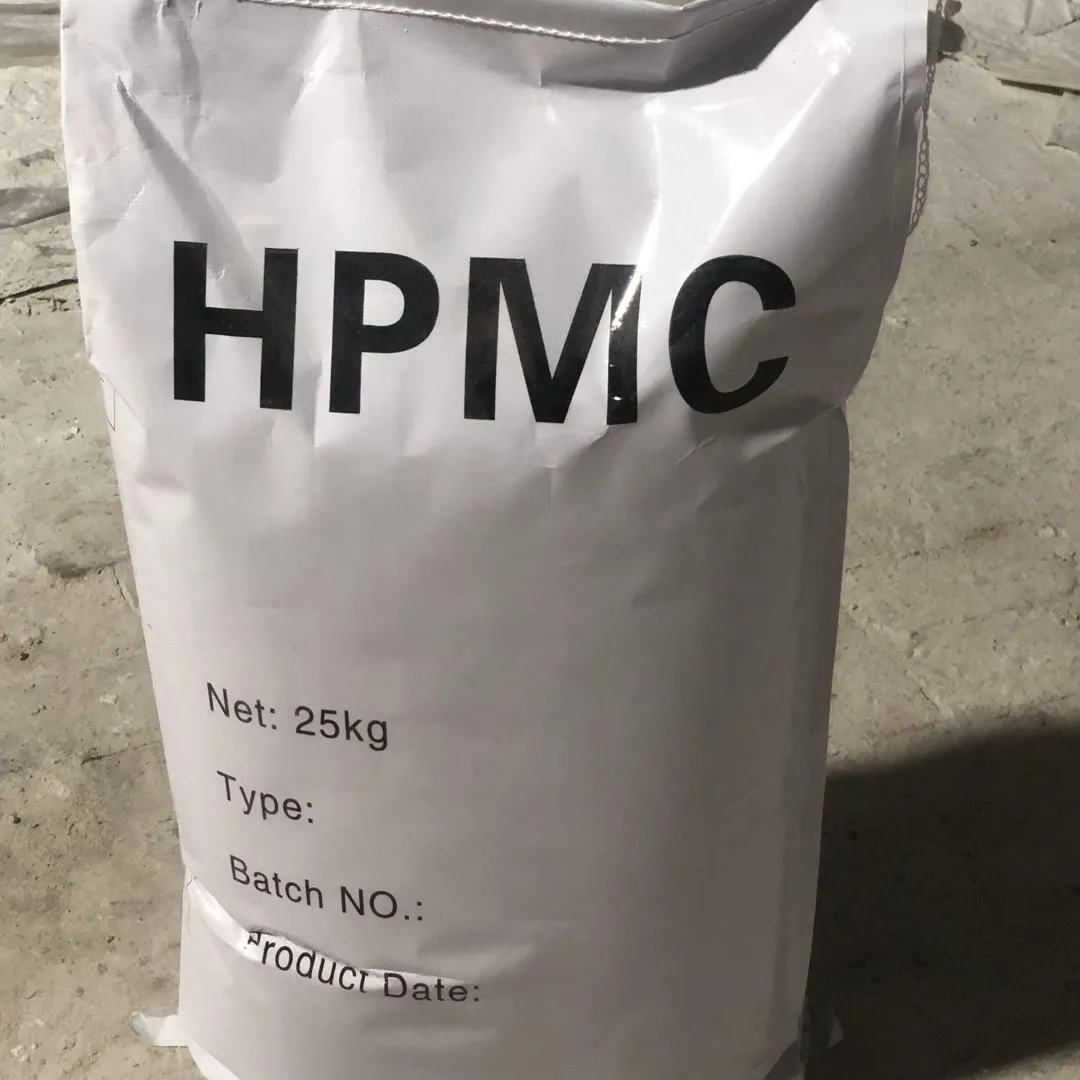 HPMC
Net: 25kg
Type:
Batch NO.:
Product Date: